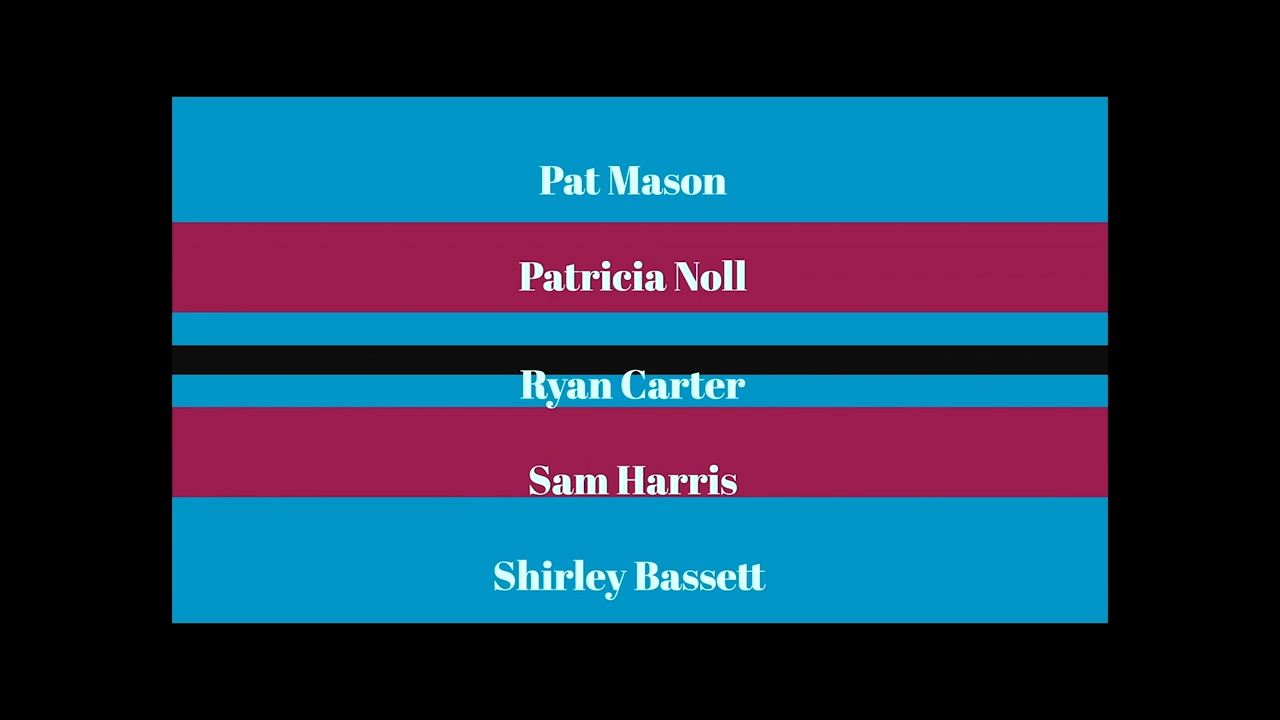 Pat Mason
Patricia Noll
Ryan Carter
Sam Harris
Shirley Bassett